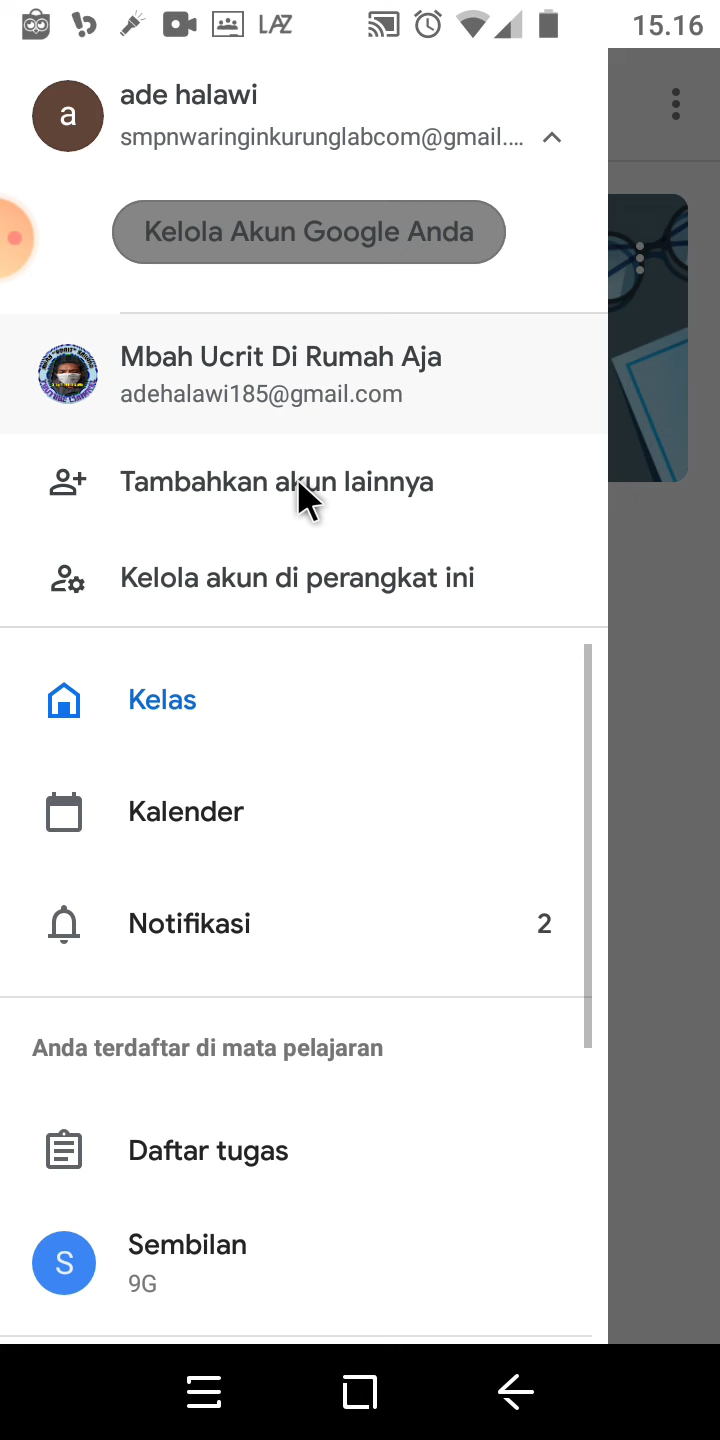 LAZ
15.16
a
ade halawi
smpnwaringinkurunglabcom@gmail....
Kelola Akun Google Anda
Mbah Ucrit Di Rumah Aja
adehalawi185@gmail.com
Tambahkan akun lainnya
Kelola akun di perangkat ini
Kelas
Kalender
Notifikasi
2
Anda terdaftar di mata pelajaran
Daftar tugas
S
Sembilan
9G